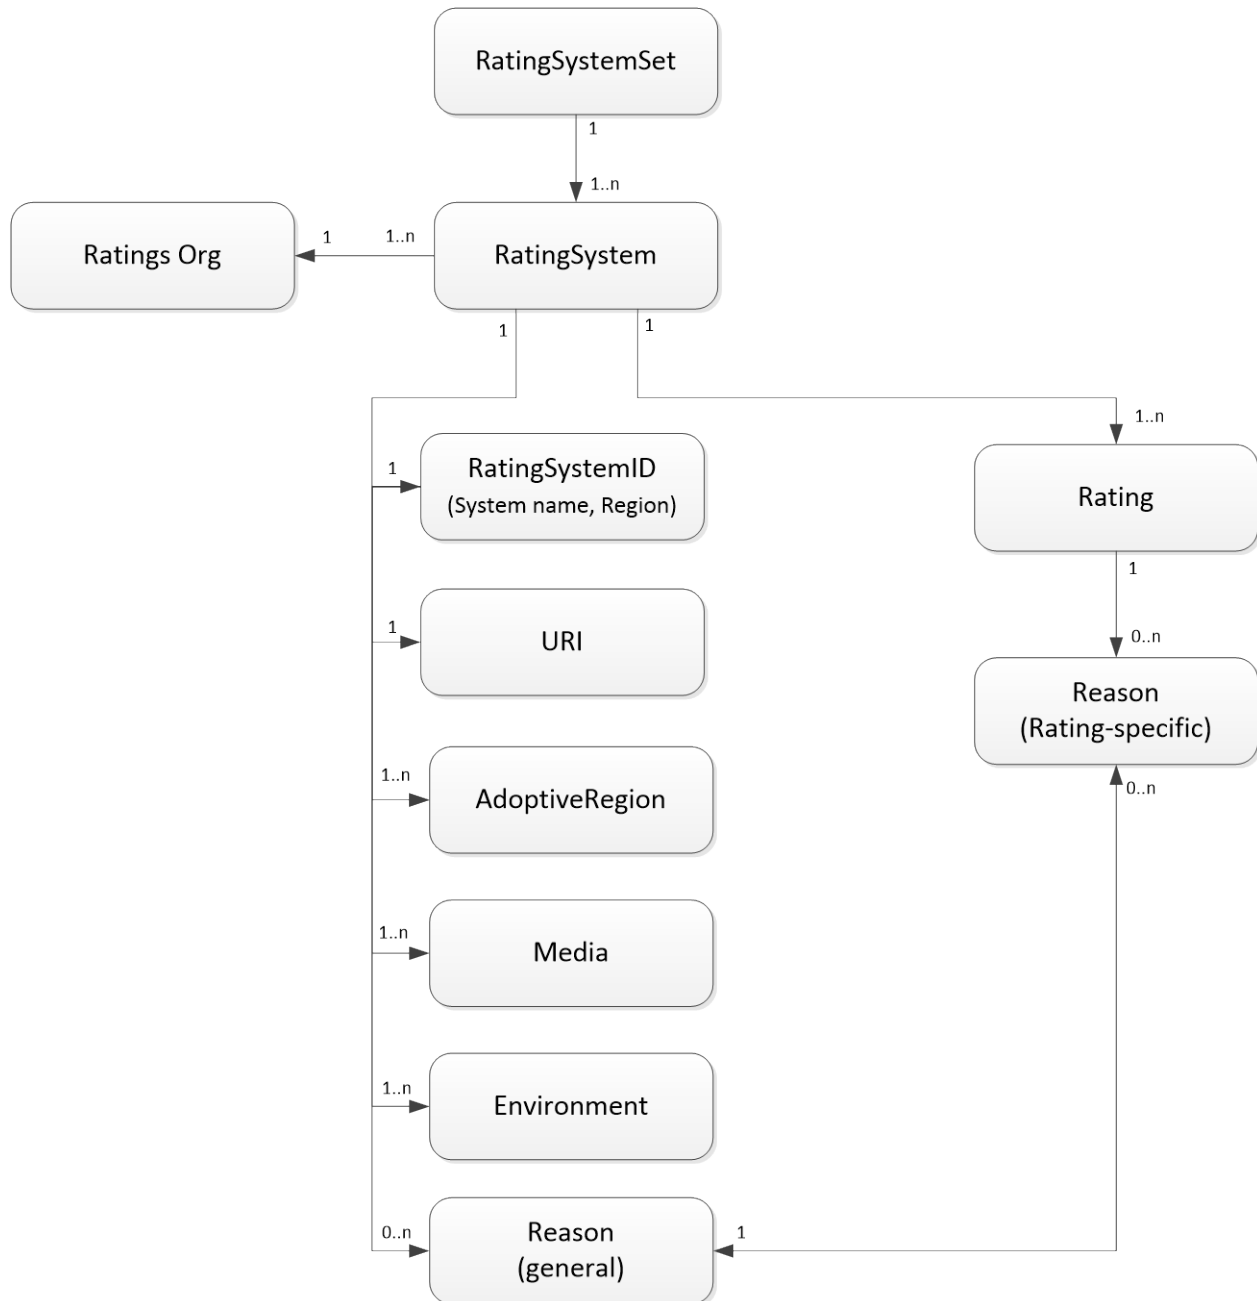 RatingSystemSet
1
1..n
Ratings Org
1
1..n
RatingSystem
1
1
1..n
1
RatingSystemID
(System name, Region)
Rating
1
1
URI
0..n
Reason
(Rating-specific)
1..n
AdoptiveRegion
0..n
1..n
Media
1..n
Environment
0..n
Reason
(general)
1